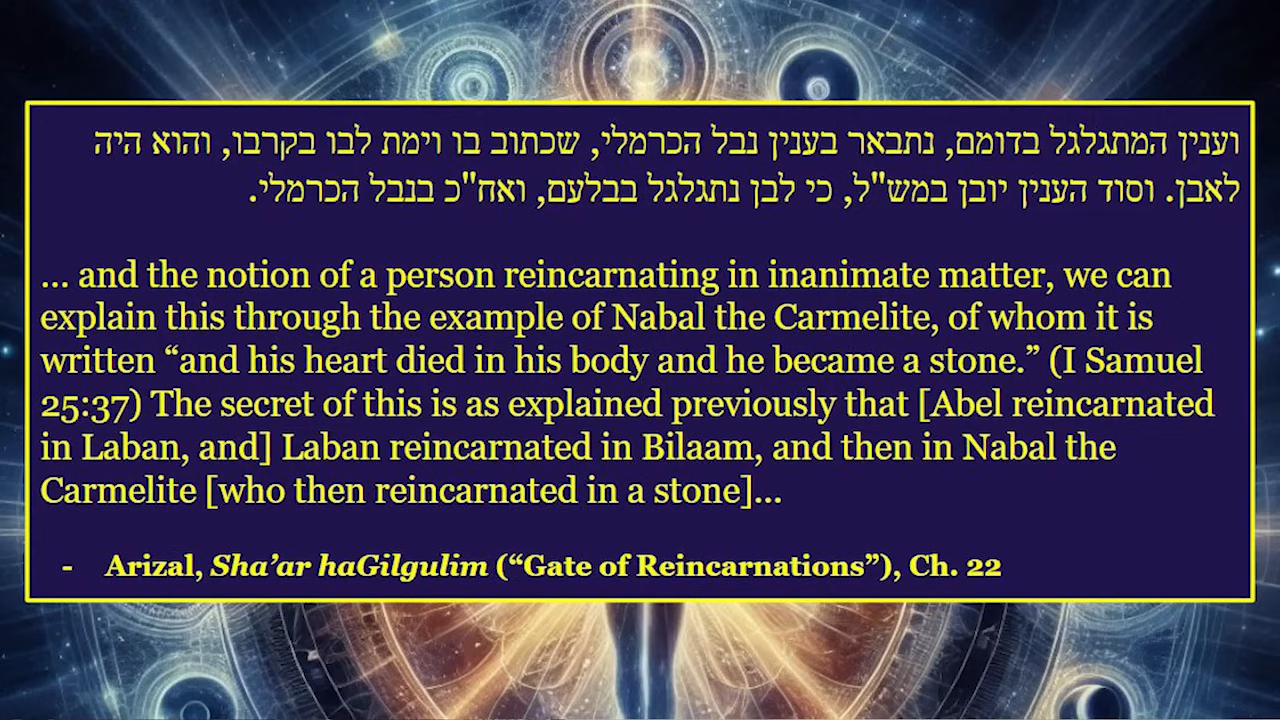 וענין המתגלגל בדומם, נתבאר בענין נבל הכרמלי, שכתוב בו וימת לבו בקרבו, והוא היה
לאבן. וסוד הענין יובן במש"ל, כי לבן נתגלגל בבלעם, ואח"כ בנבל הכרמלי.
... and the notion of a person reincarnating in inanimate matter, we can
explain this through the example of Nabal the Carmelite, of whom it is
written “and his heart died in his body and he became a stone.” (I Samuel
25:37) The secret of this is as explained previously that [Abel reincarnated
in Laban, and] Laban reincarnated in Bilaam, and then in Nabal the
Carmelite [who then reincarnated in a stone]...
- Arizal, Sha’ar haGilgulim (“Gate of Reincarnations”), Ch. 22